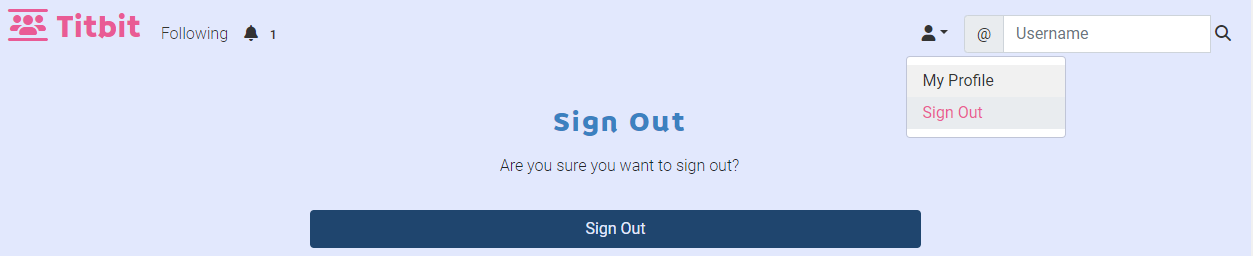 Titbit Following 1 @ Username
My Profile
Sign Out
Sign Out
Are you sure you want to sign out?
Sign Out